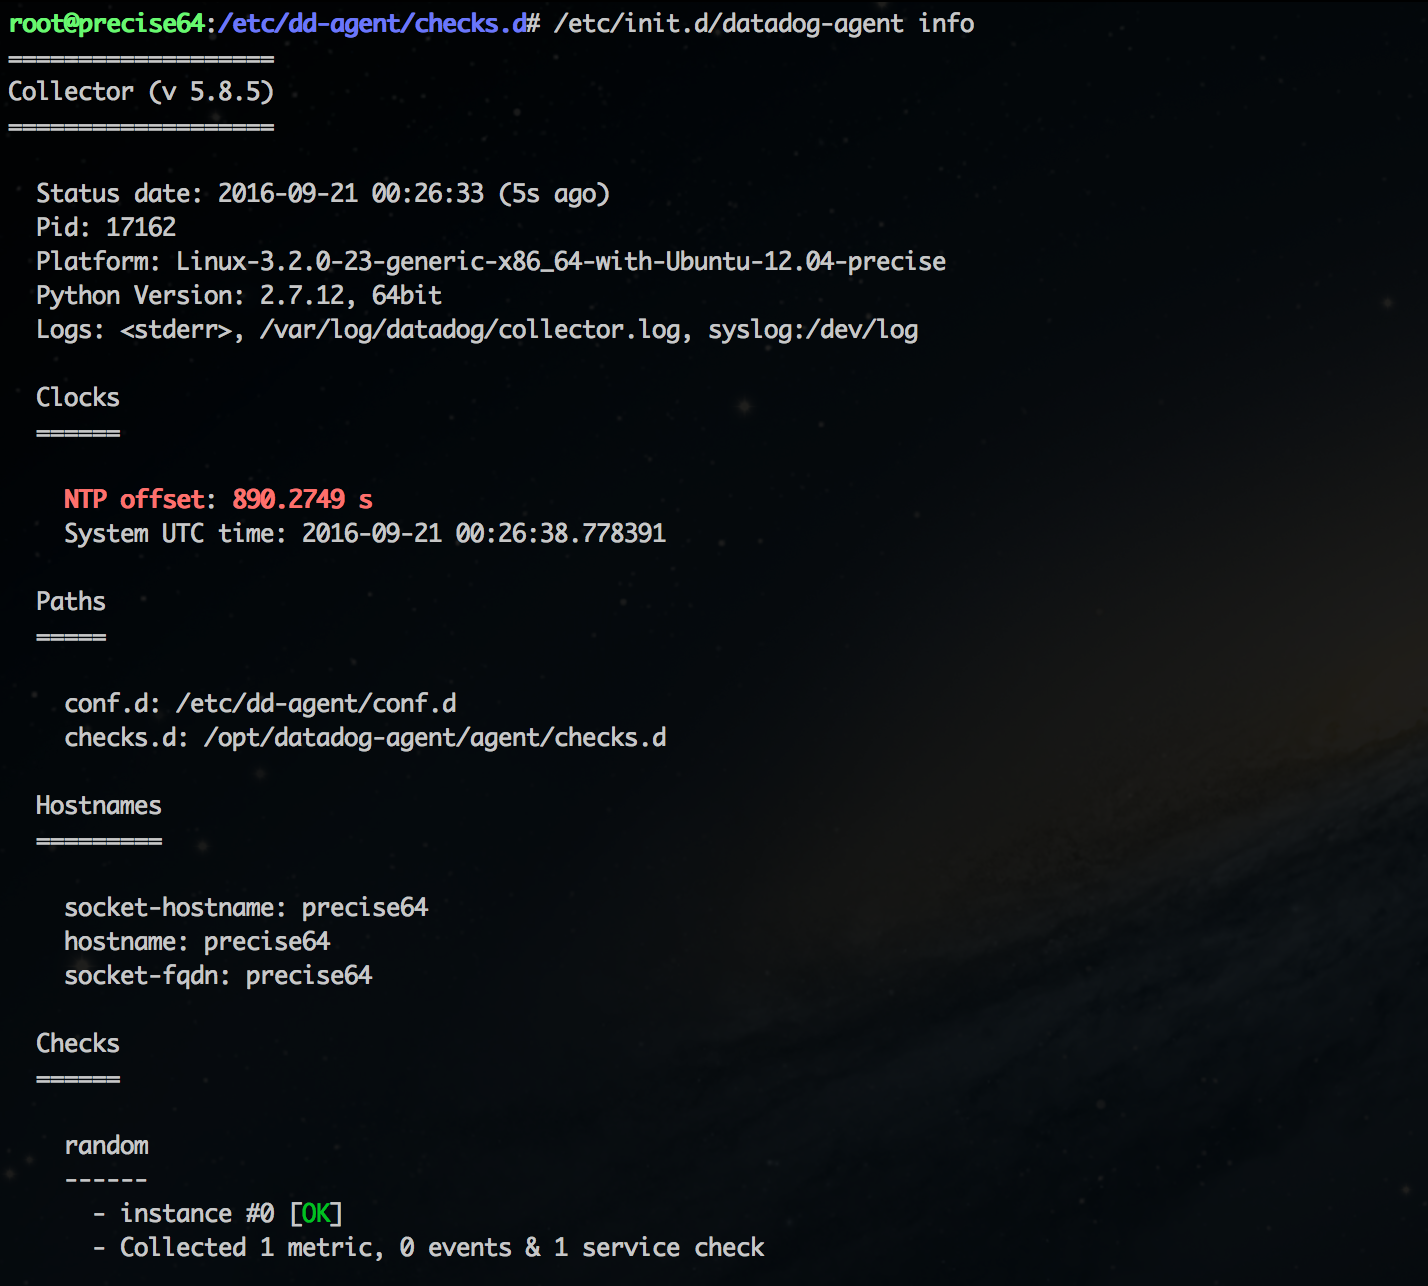 root@precise64:/etc/dd-agent/checks.d# /etc/init.d/datadog-agent info
===================
Collector (v 5.8.5)
===================
Status date: 2016-09-21 00:26:33 (5s ago)
Pid: 17162
Platform: Linux-3.2.0-23-generic-x86_64-with-Ubuntu-12.04-precise
Python Version: 2.7.12, 64bit
Logs: <stderr>, /var/log/datadog/collector.log, syslog:/dev/log
Clocks
======
NTP offset: 890.2749 s
System UTC time: 2016-09-21 00:26:38.778391
Paths
=====
conf.d: /etc/dd-agent/conf.d
checks.d: /opt/datadog-agent/agent/checks.d
Hostnames
=========
socket-hostname: precise64
hostname: precise64
socket-fqdn: precise64
Checks
======
random
------
- instance #0 [OK]
- Collected 1 metric, 0 events & 1 service check